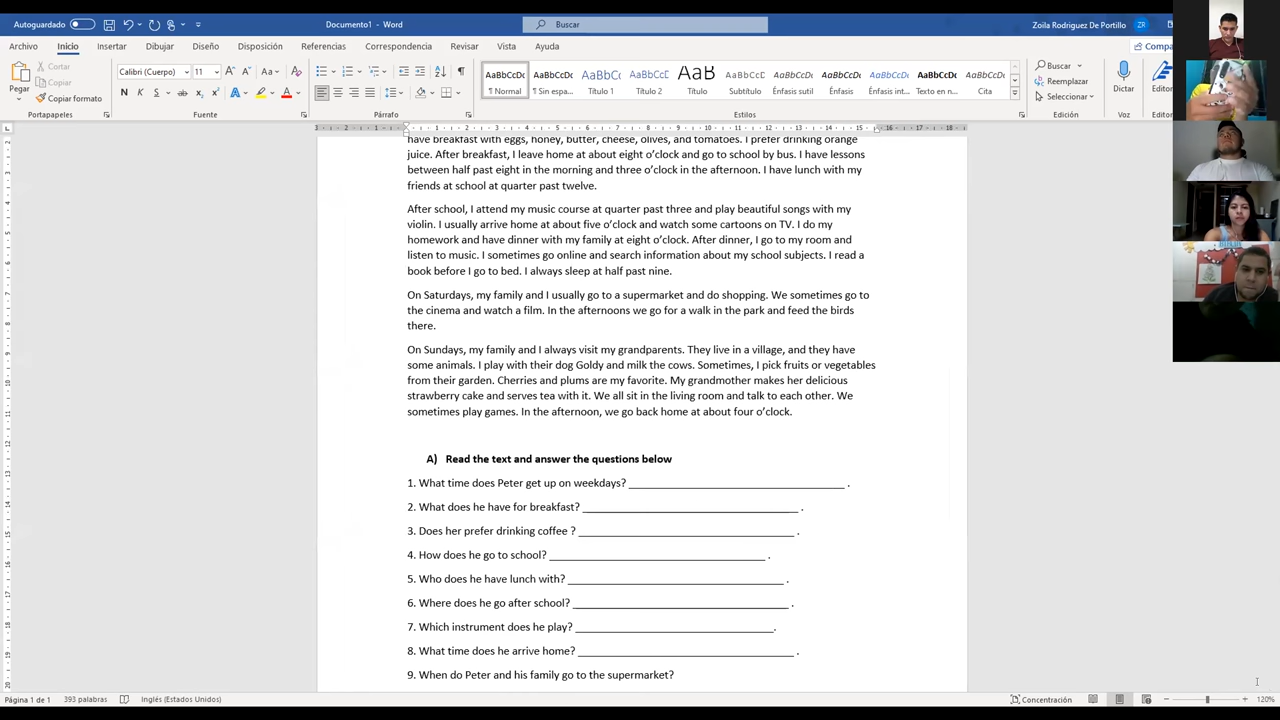 Autoguardado
Documento1 - Word
Buscar
Zoila Rodriguez De Portillo
ZR
Archivo Inicio Insertar Dibujar Diseño Disposición Referencias Correspondencia Revisar Vista Ayuda
Pegar
Cortar
Copiar
Copiar formato
Portapapeles
Calibri (Cuerpo) 11
Fuente
Párrafo
AaBbCcDc ¶ Normal
AaBbCcDc ¶ Sin espa...
AaBbCc Título 1
AaBbCcD Título 2
AaB Título
AaBbCcD Subtítulo
AaBbCcDc Énfasis sutil
AaBbCcDc Énfasis
AaBbCcDc Énfasis int...
AaBbCcDc Texto en n...
AaBbCcDc Cita
Estilos
Buscar
Reemplazar
Seleccionar
Edición
Dictar
Voz
Editor
Compa
have breakfast with eggs, honey, butter, cheese, olives, and tomatoes. I prefer drinking orange
juice. After breakfast, I leave home at about eight o’clock and go to school by bus. I have lessons
between half past eight in the morning and three o’clock in the afternoon. I have lunch with my
friends at school at quarter past twelve.
After school, I attend my music course at quarter past three and play beautiful songs with my
violin. I usually arrive home at about five o’clock and watch some cartoons on TV. I do my
homework and have dinner with my family at eight o’clock. After dinner, I go to my room and
listen to music. I sometimes go online and search information about my school subjects. I read a
book before I go to bed. I always sleep at half past nine.
On Saturdays, my family and I usually go to a supermarket and do shopping. We sometimes go to
the cinema and watch a film. In the afternoons we go for a walk in the park and feed the birds
there.
On Sundays, my family and I always visit my grandparents. They live in a village, and they have
some animals. I play with their dog Goldy and milk the cows. Sometimes, I pick fruits or vegetables
from their garden. Cherries and plums are my favorite. My grandmother makes her delicious
strawberry cake and serves tea with it. We all sit in the living room and talk to each other. We
sometimes play games. In the afternoon, we go back home at about four o’clock.
A) Read the text and answer the questions below
1. What time does Peter get up on weekdays? ________________________________ .
2. What does he have for breakfast? ________________________________ .
3. Does her prefer drinking coffee ? ________________________________ .
4. How does he go to school? ________________________________ .
5. Who does he have lunch with? ________________________________ .
6. Where does he go after school? ________________________________ .
7. Which instrument does he play? ______________________________.
8. What time does he arrive home? ________________________________ .
9. When do Peter and his family go to the supermarket?
Página 1 de 1 393 palabras Inglés (Estados Unidos) Concentración 120%